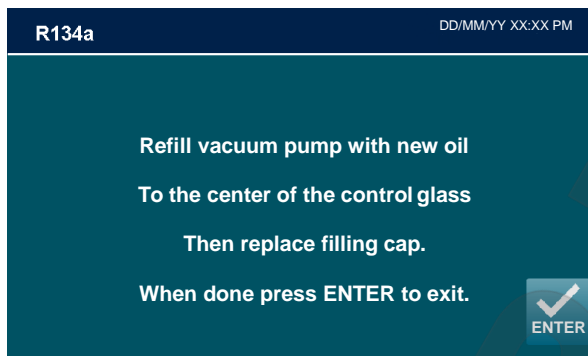 R134a
DD/MM/YY XX:XX PM
Refill vacuum pump with new oil
To the center of the control glass
Then replace filling cap.
When done press ENTER to exit.
ENTER